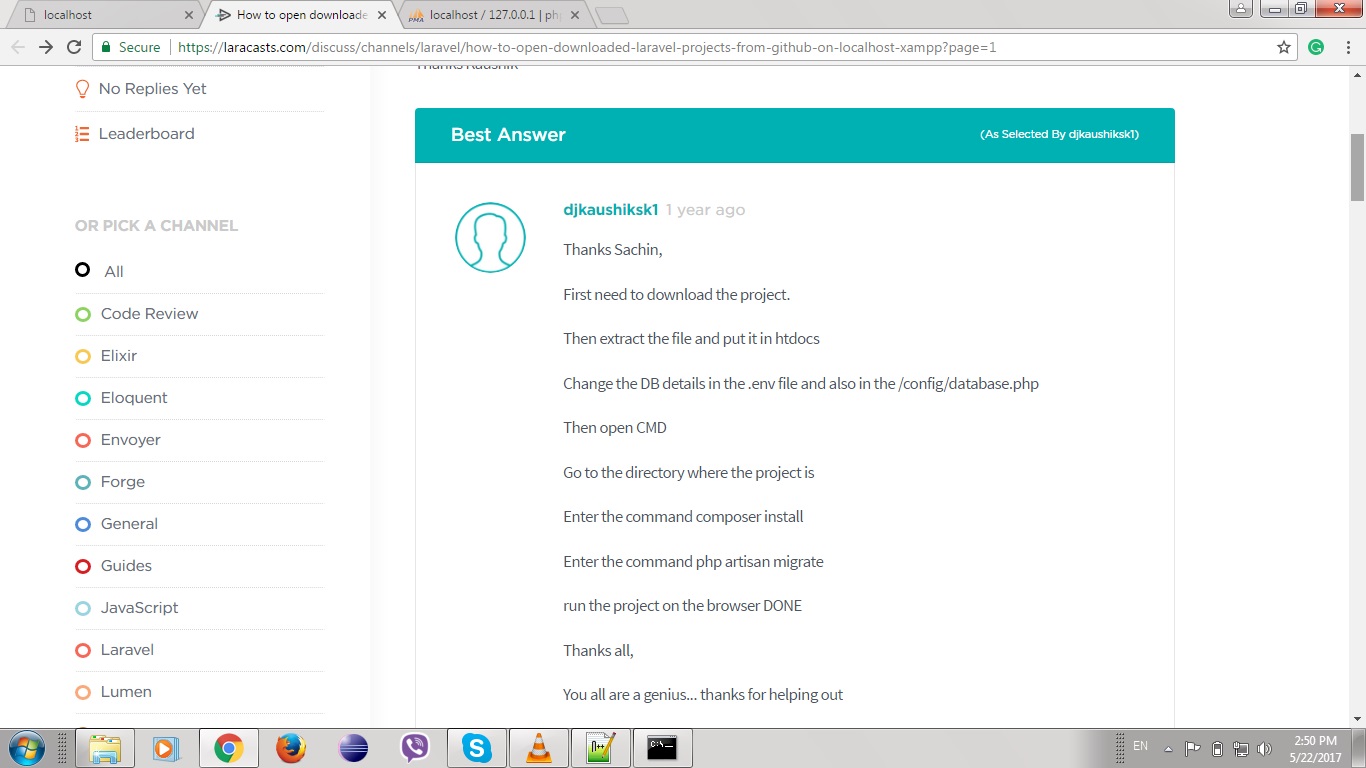 localhost
How to open downloade
localhost / 127.0.0.1 | ph
Secure
https://laracasts.com/discuss/channels/laravel/how-to-open-downloaded-laravel-projects-from-github-on-localhost-xampp?page=1
Thanks Kaushik
No Replies Yet
Leaderboard
OR PICK A CHANNEL
All
Code Review
Elixir
Eloquent
Envoyer
Forge
General
Guides
JavaScript
Laravel
Lumen
Best Answer
(As Selected By djkaushiksk1)
djkaushiksk1 1 year ago
Thanks Sachin,
First need to download the project.
Then extract the file and put it in htdocs
Change the DB details in the .env file and also in the /config/database.php
Then open CMD
Go to the directory where the project is
Enter the command composer install
Enter the command php artisan migrate
run the project on the browser DONE
Thanks all,
You all are a genius... thanks for helping out
EN
2:50 PM
5/22/2017